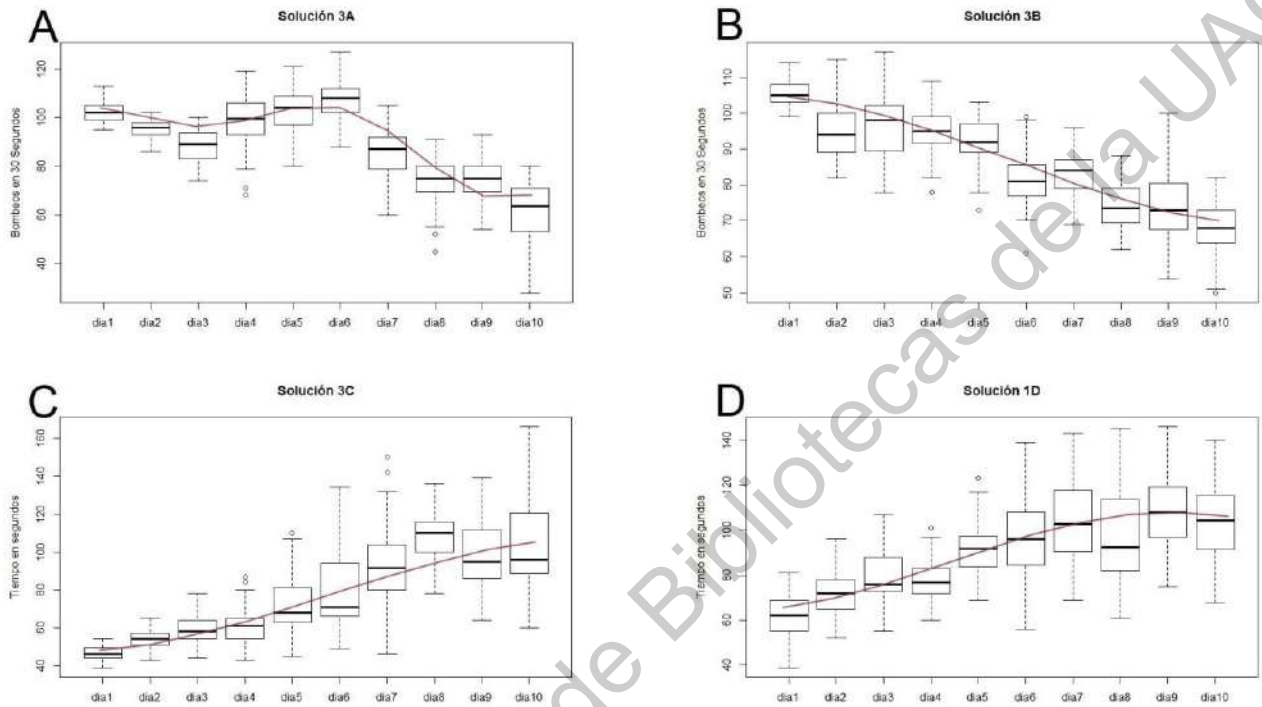 A
Solución 3A
Bombeos en 30 Segundos
120
100
80
60
40
dia1 dia2 dia3 dia4 dia5 dia6 dia7 dia8 dia9 dia10
B
Solución 3B
Bombeos en 30 Segundos
110
100
90
80
70
60
50
dia1 dia2 dia3 dia4 dia5 dia6 dia7 dia8 dia9 dia10
C
Solución 3C
Tiempo en segundos
160
140
120
100
80
60
40
dia1 dia2 dia3 dia4 dia5 dia6 dia7 dia8 dia9 dia10
D
Solución 1D
Tiempo en segundos
140
120
100
80
60
40
dia1 dia2 dia3 dia4 dia5 dia6 dia7 dia8 dia9 dia10
de Bibliotecas de la